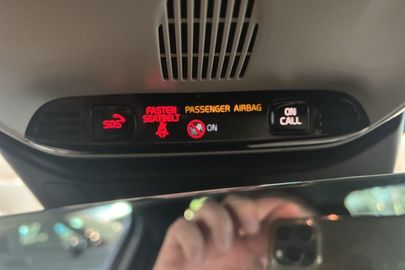 SOS
FASTEN
SEATBELT
PASSENGER AIRBAG
ON
ON
CALL